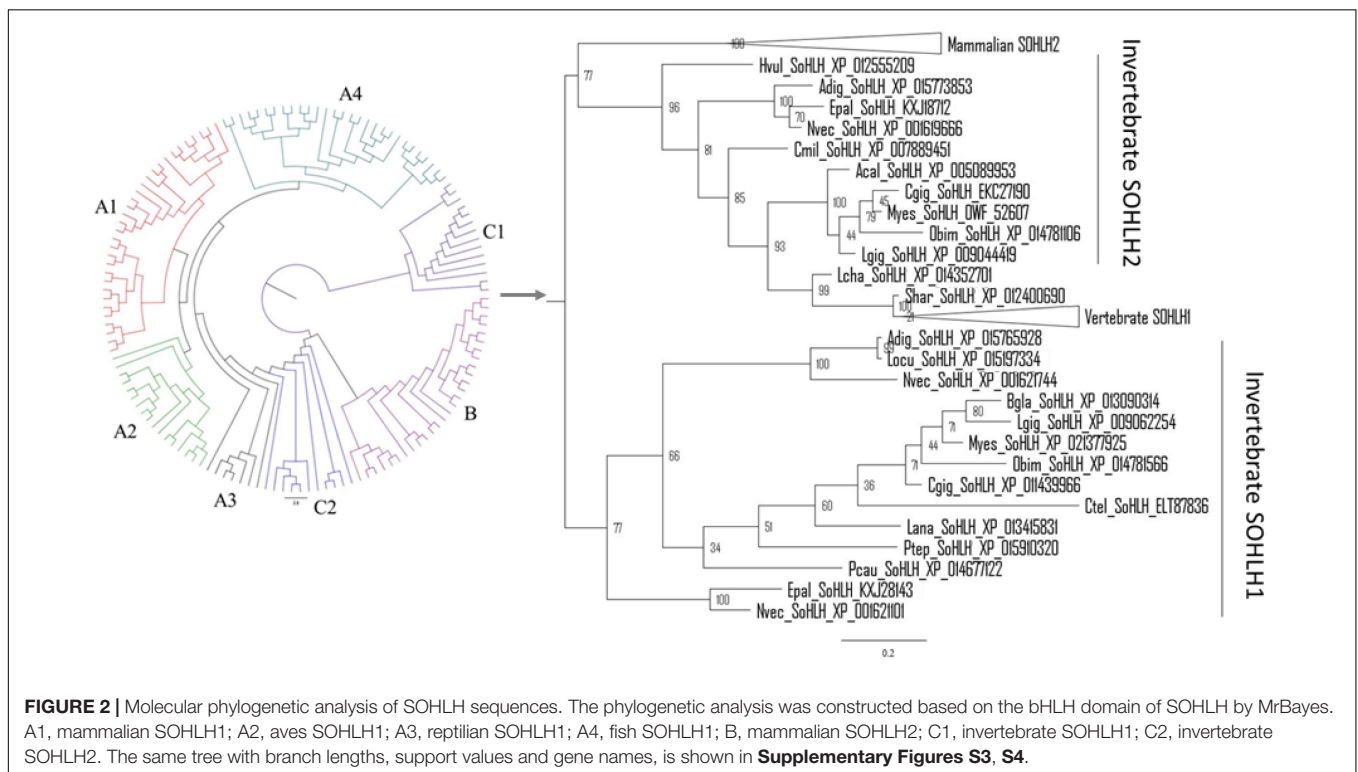 A4
A1
C1
A2
B
A3
C2
100
Mammalian SOHLH2
77
Hvul_SoHLH_XP_012555209
96
Adig_SoHLH_XP_015773853
100
Epal_SoHLH_KXJ18712
70
Nvec_SoHLH_XP_001619666
81
Cmil_SoHLH_XP_007889451
85
Acal_SoHLH_XP_005089953
100
Cgig_SoHLH_EKC27190
45
Myes_SoHLH_OWF_52607
79
Obim_SoHLH_XP_014781106
44
Lgig_SoHLH_XP_009044419
93
Lcha_SoHLH_XP_014352701
99
Shar_SoHLH_XP_012400690
100
21
Vertebrate SOHLH1
Invertebrate SOHLH2
Adig_SoHLH_XP_015765928
99
Locu_SoHLH_XP_015197334
100
Nvec_SoHLH_XP_001621744
66
Bgla_SoHLH_XP_013090314
80
Lgig_SoHLH_XP_009062254
71
Myes_SoHLH_XP_021377925
44
Obim_SoHLH_XP_014781566
71
Cgig_SoHLH_XP_011439966
36
Ctel_SoHLH_ELT87836
60
Lana_SoHLH_XP_013415831
51
Ptep_SoHLH_XP_015910320
34
Pcau_SoHLH_XP_014677122
77
Epal_SoHLH_KXJ28143
100
Nvec_SoHLH_XP_001621101
Invertebrate SOHLH1
0.2
FIGURE 2 | Molecular phylogenetic analysis of SOHLH sequences. The phylogenetic analysis was constructed based on the bHLH domain of SOHLH by MrBayes.
A1, mammalian SOHLH1; A2, aves SOHLH1; A3, reptilian SOHLH1; A4, fish SOHLH1; B, mammalian SOHLH2; C1, invertebrate SOHLH1; C2, invertebrate
SOHLH2. The same tree with branch lengths, support values and gene names, is shown in Supplementary Figures S3, S4.